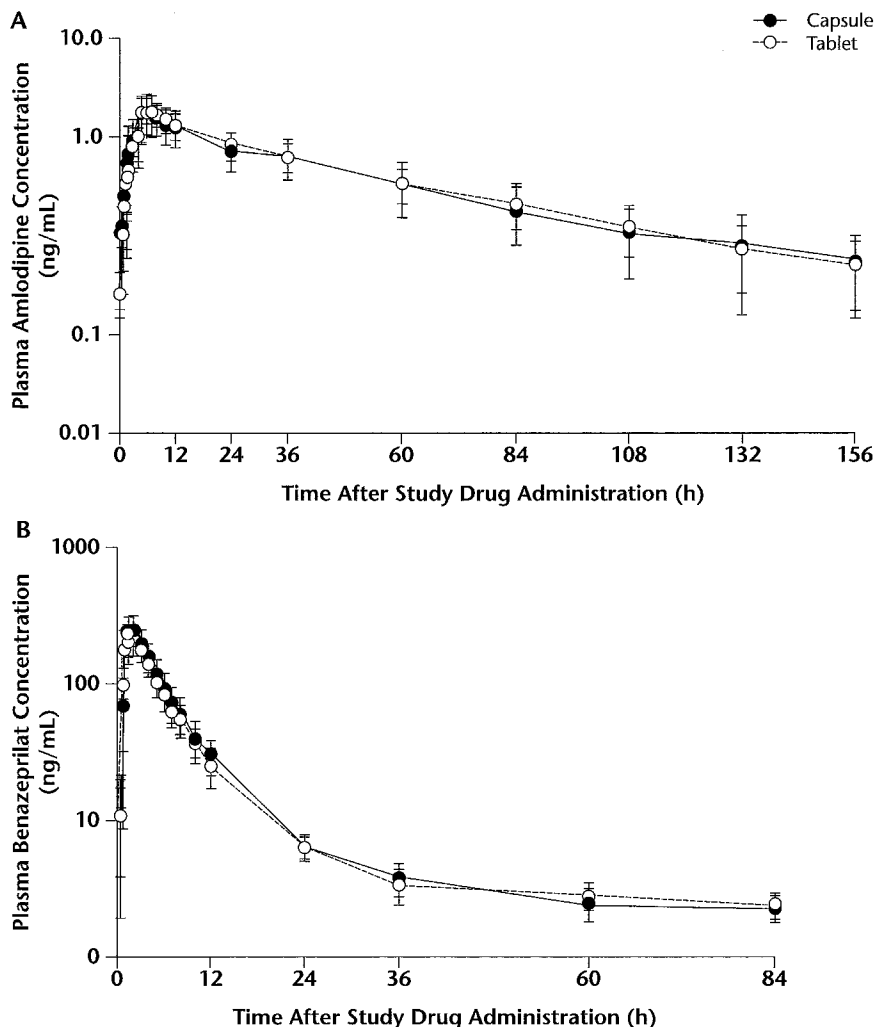 A
Capsule
Tablet
Plasma Amlodipine Concentration
(ng/mL)
10.0
1.0
0.1
0.01
0 12 24 36 60 84 108 132 156
Time After Study Drug Administration (h)
B
Plasma Benazeprilat Concentration
(ng/mL)
1000
100
10
0
0 12 24 36 60 84
Time After Study Drug Administration (h)